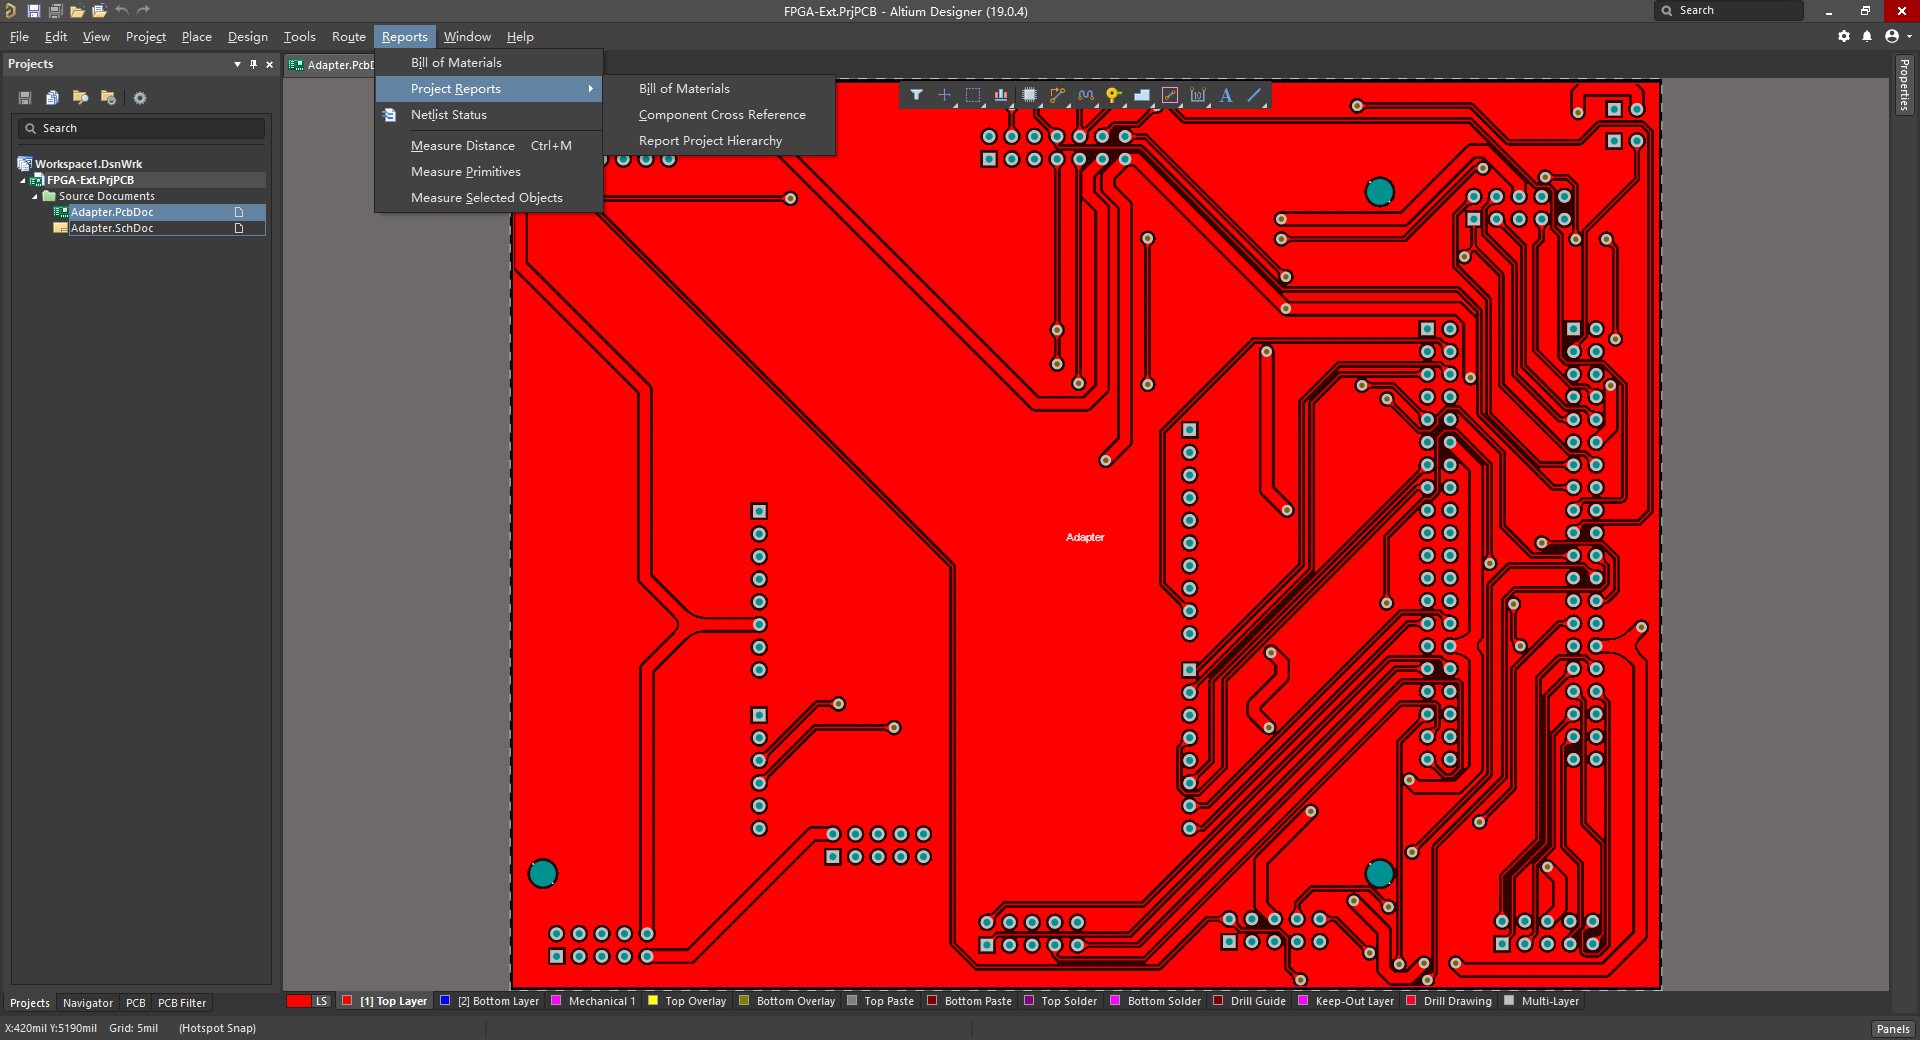 FPGA-Ext.PrjPCB - Altium Designer (19.0.4)
Search
File Edit View Project Place Design Tools Route Reports Window Help
Projects
Adapter.PcbD
Bill of Materials
Project Reports
Netlist Status
Measure Distance Ctrl+M
Measure Primitives
Measure Selected Objects
Bill of Materials
Component Cross Reference
Report Project Hierarchy
Properties
Search
Workspace1.DsnWrk
FPGA-Ext.PrjPCB
Source Documents
Adapter.PcbDoc
Adapter.SchDoc
Adapter
Projects Navigator PCB PCB Filter
LS [1] Top Layer [2] Bottom Layer Mechanical 1 Top Overlay Bottom Overlay Top Paste Bottom Paste Top Solder Bottom Solder Drill Guide Keep-Out Layer Drill Drawing Multi-Layer
X:420mil Y:5190mil Grid: 5mil (Hotspot Snap)
Panels